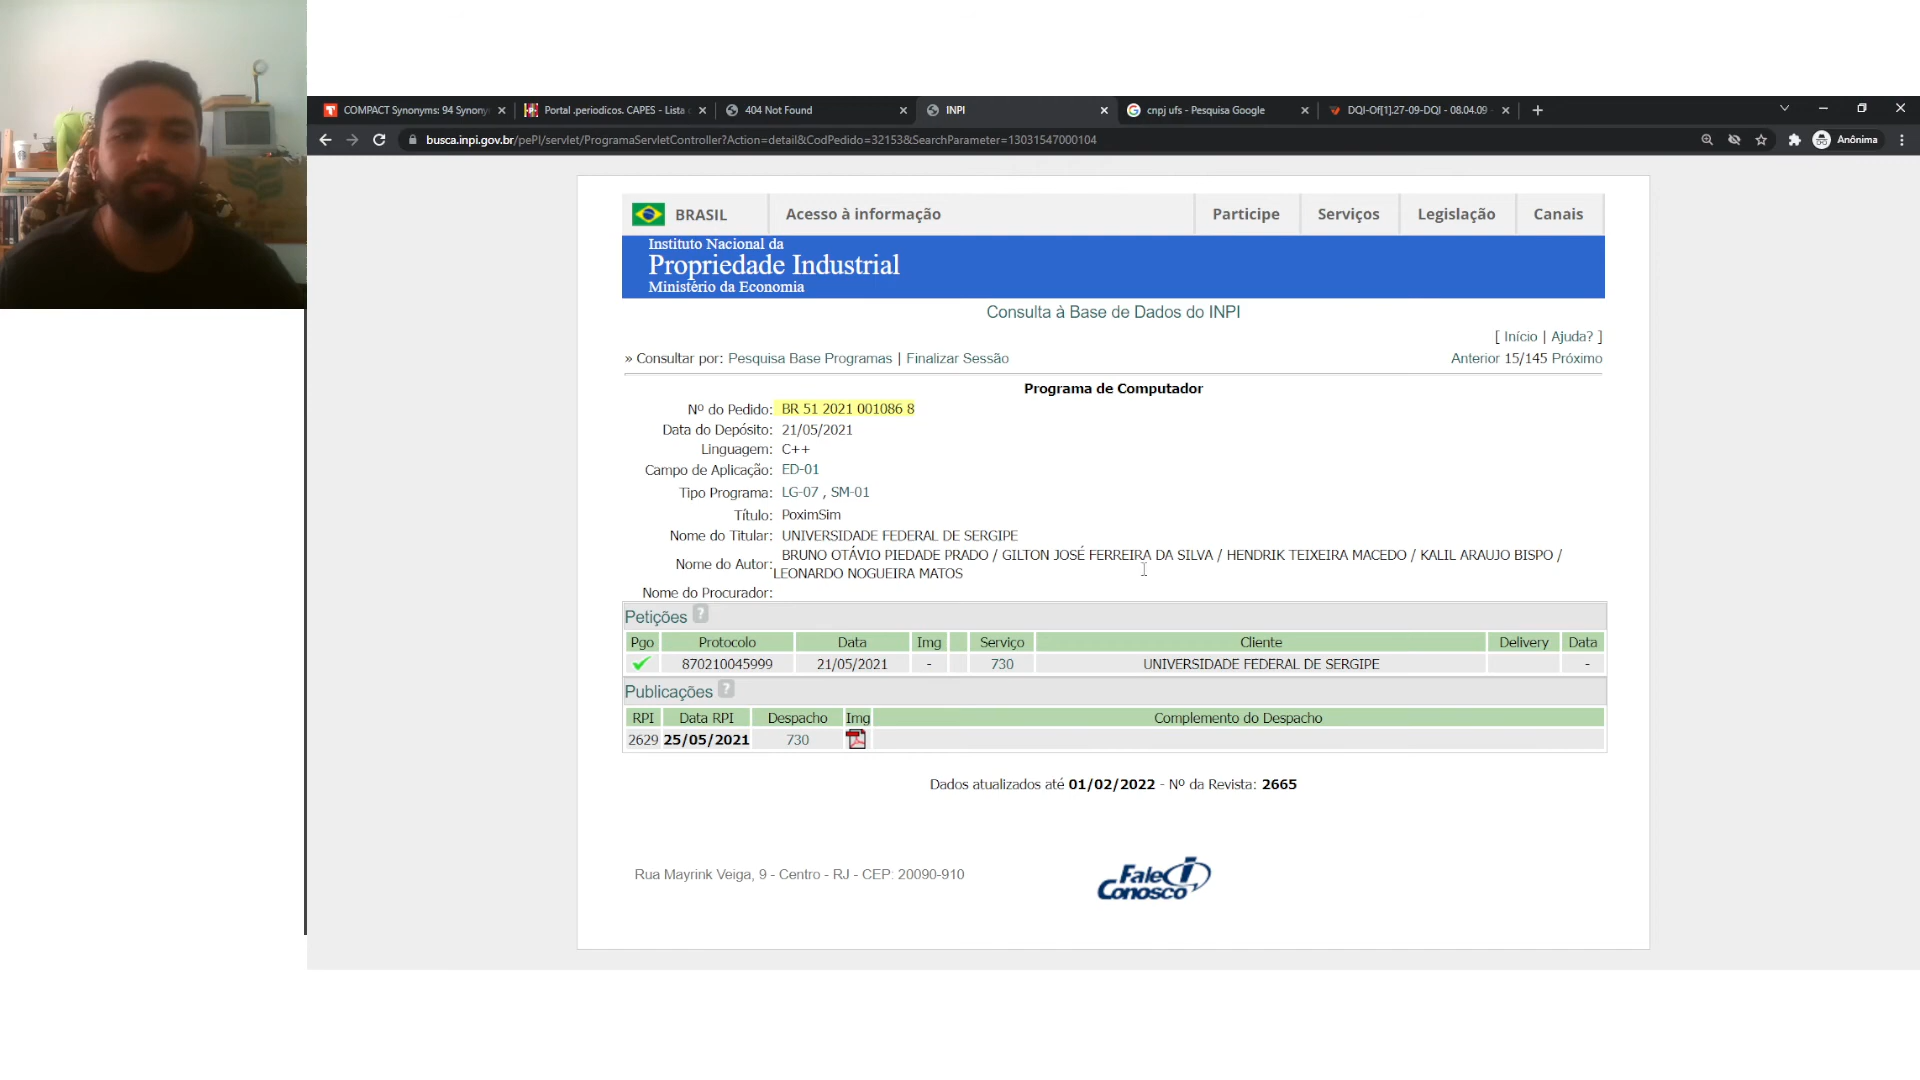 COMPACT Synonyms: 94 Synony
Portal .periodicos. CAPES - Lista
404 Not Found
INPI
cnpj ufs - Pesquisa Google
DQI-Of[1].27-09-DQI - 08.04.09 -
busca.inpi.gov.br/pePI/servlet/ProgramaServletController?Action=detail&CodPedido=32153&SearchParameter=13031547000104
Anônima
BRASIL
Acesso à informação
Participe
Serviços
Legislação
Canais
Instituto Nacional da
Propriedade Industrial
Ministério da Economia
Consulta à Base de Dados do INPI
[ Início | Ajuda? ]
» Consultar por: Pesquisa Base Programas | Finalizar Sessão
Anterior 15/145 Próximo
Programa de Computador
Nº do Pedido: BR 51 2021 001086 8
Data do Depósito: 21/05/2021
Linguagem: C++
Campo de Aplicação: ED-01
Tipo Programa: LG-07 , SM-01
Título: PoximSim
Nome do Titular: UNIVERSIDADE FEDERAL DE SERGIPE
Nome do Autor: BRUNO OTÁVIO PIEDADE PRADO / GILTON JOSÉ FERREIRA DA SILVA / HENDRIK TEIXEIRA MACEDO / KALIL ARAUJO BISPO /
LEONARDO NOGUEIRA MATOS
Nome do Procurador:
Petições ?
Pgo Protocolo Data Img Serviço Cliente Delivery Data
870210045999 21/05/2021 - 730 UNIVERSIDADE FEDERAL DE SERGIPE -
Publicações ?
RPI Data RPI Despacho Img Complemento do Despacho
2629 25/05/2021 730
Dados atualizados até 01/02/2022 - Nº da Revista: 2665
Rua Mayrink Veiga, 9 - Centro - RJ - CEP: 20090-910
Fale
Conosco